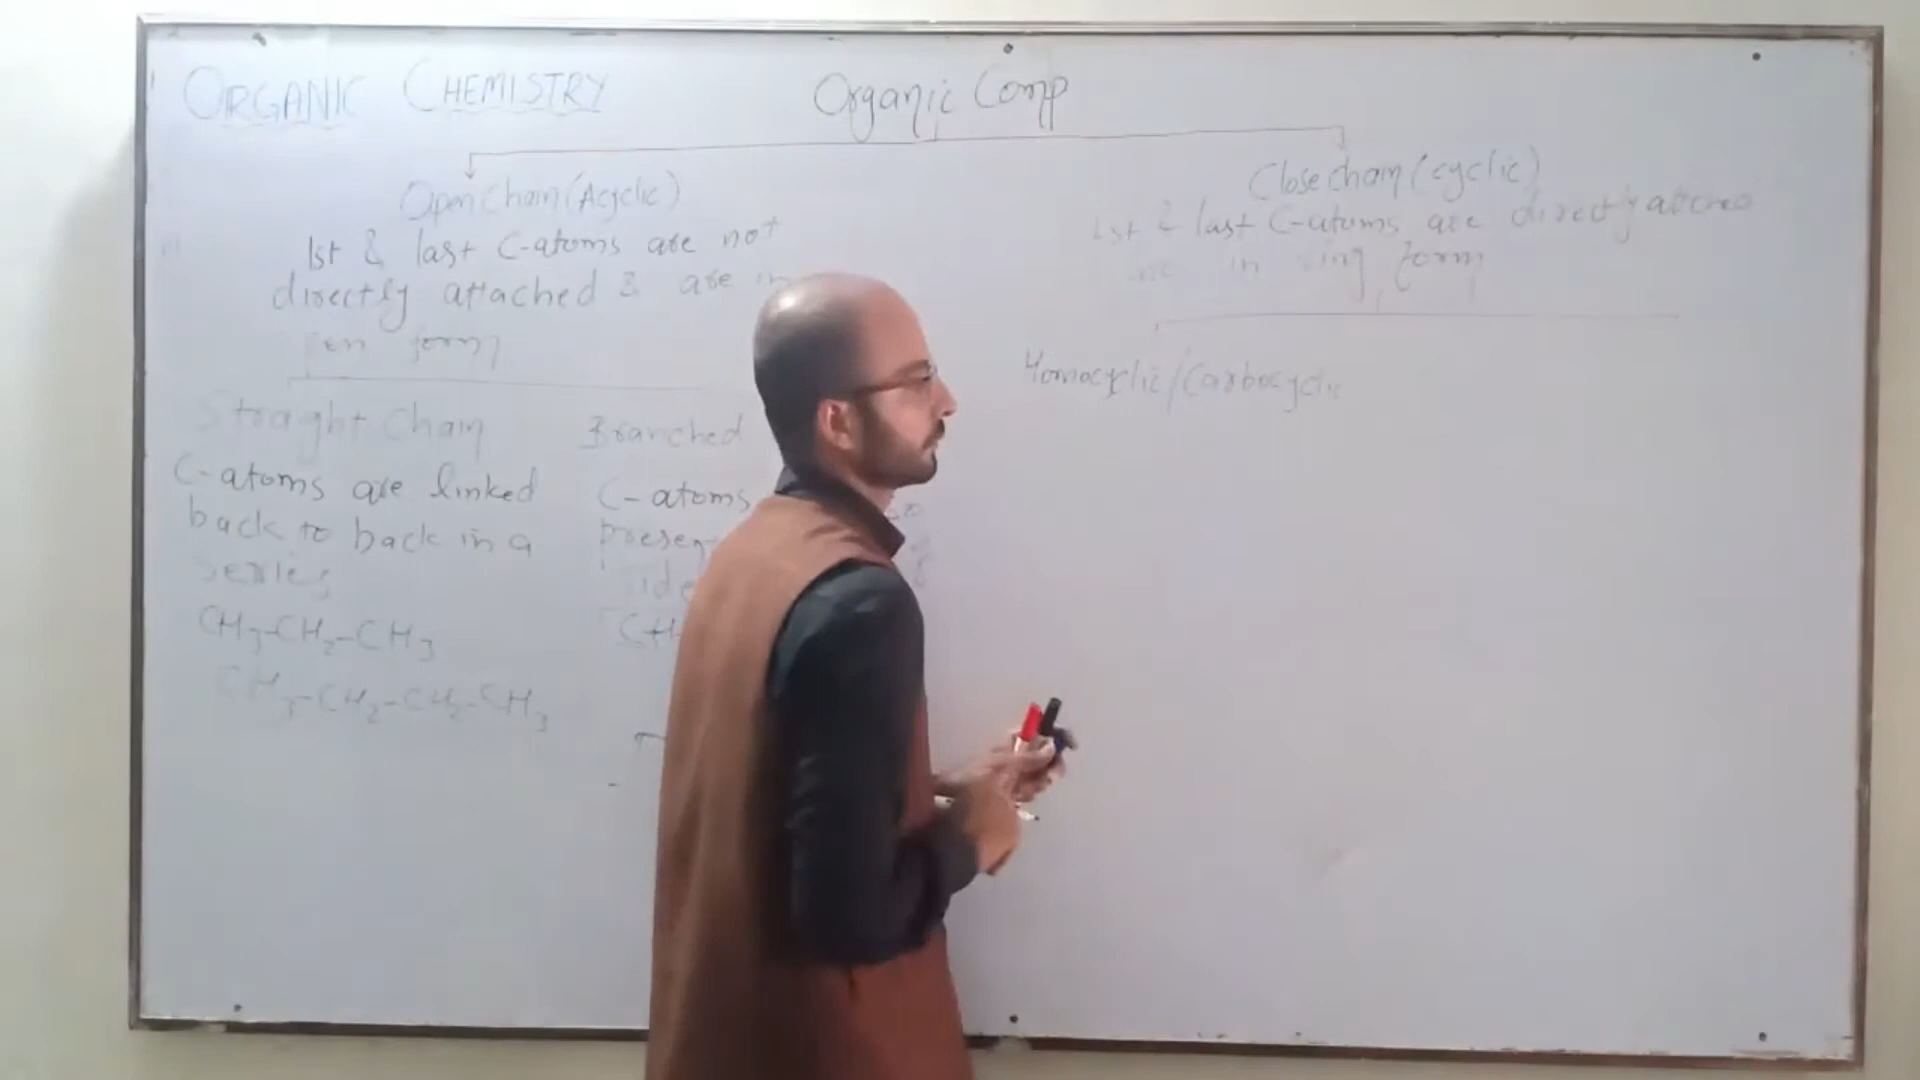 ORGANIC CHEMISTRY
Organic Comp
Open Chain (Acyclic)
1st & last C-atoms are not
directly attached & are in
form
Straight Chain
C-atoms are linked
back to back in a
series
CH3-CH2-CH3
CH3-CH2-CH2-CH3
Branched
C-atoms
CH
Close chain (cyclic)
1st & last C-atoms are directly
in ring form
Homocyclic/Carbocyclic